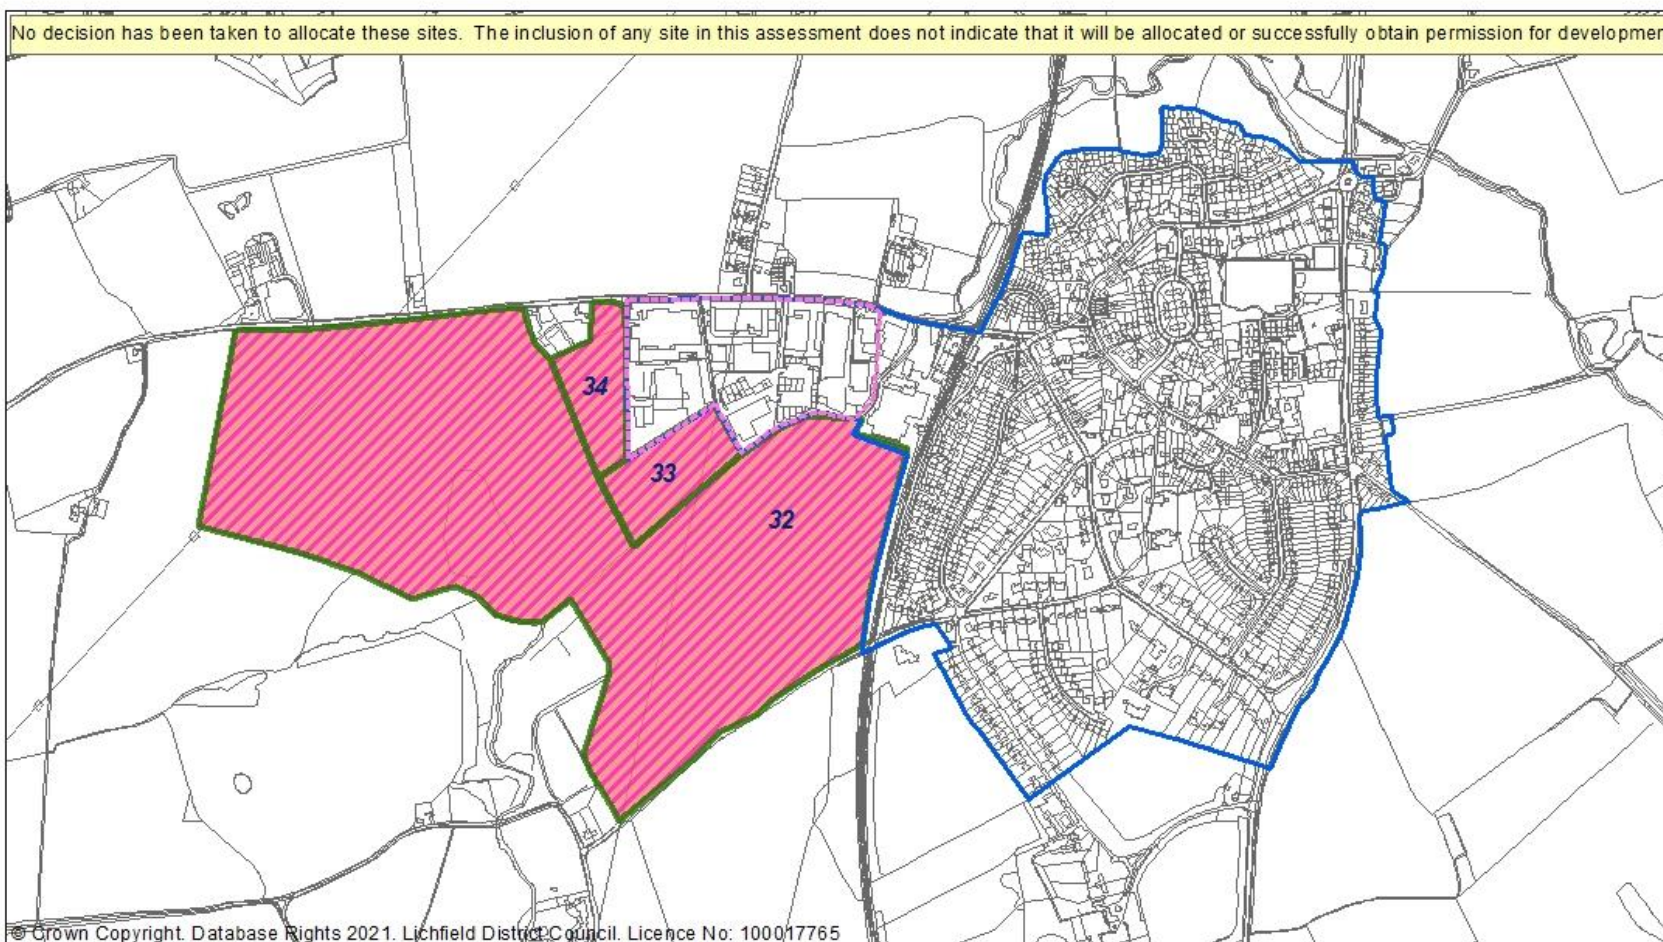 No decision has been taken to allocate these sites. The inclusion of any site in this assessment does not indicate that it will be allocated or successfully obtain permission for developmen
34
33
32
© Crown Copyright. Database Rights 2021. Lichfield District Council. Licence No: 100017765